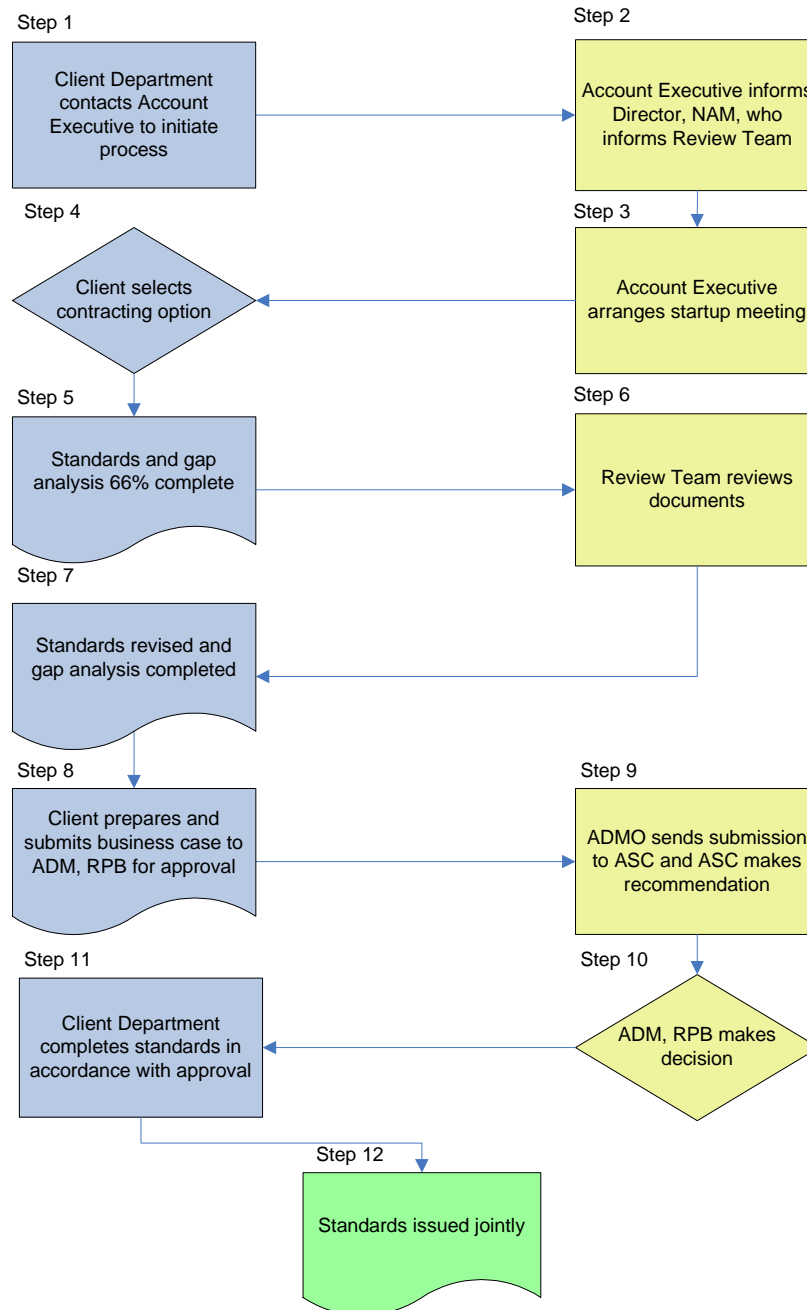 Step 1
Client Department
contacts Account
Executive to initiate
process
Step 2
Account Executive informs
Director, NAM, who
informs Review Team
Step 3
Account Executive
arranges startup meeting
Step 4
Client selects
contracting option
Step 5
Standards and gap
analysis 66% complete
Step 6
Review Team reviews
documents
Step 7
Standards revised and
gap analysis completed
Step 8
Client prepares and
submits business case to
ADM, RPB for approval
Step 9
ADMO sends submission
to ASC and ASC makes
recommendation
Step 10
ADM, RPB makes
decision
Step 11
Client Department
completes standards in
accordance with approval
Step 12
Standards issued jointly